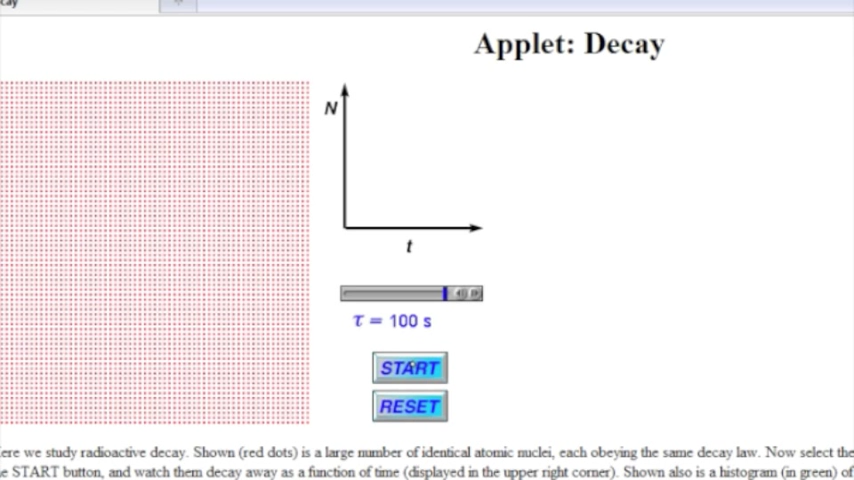 cay
Applet: Decay
N
t
τ = 100 s
START
RESET
ere we study radioactive decay. Shown (red dots) is a large number of identical atomic nuclei, each obeying the same decay law. Now select the
e START button, and watch them decay away as a function of time (displayed in the upper right corner). Shown also is a histogram (in green) of